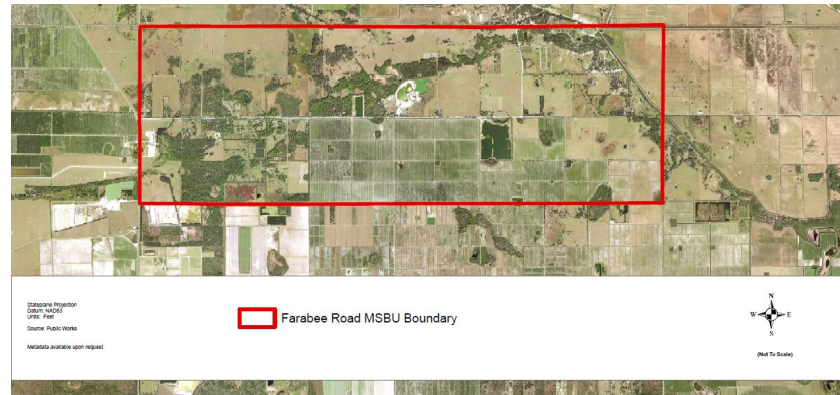 Stateplane Projection
Datum: NAD83
Units: Feet
Source: Public Works
Metadata available upon request
Farabee Road MSBU Boundary
N
W E
S
(Not To Scale)